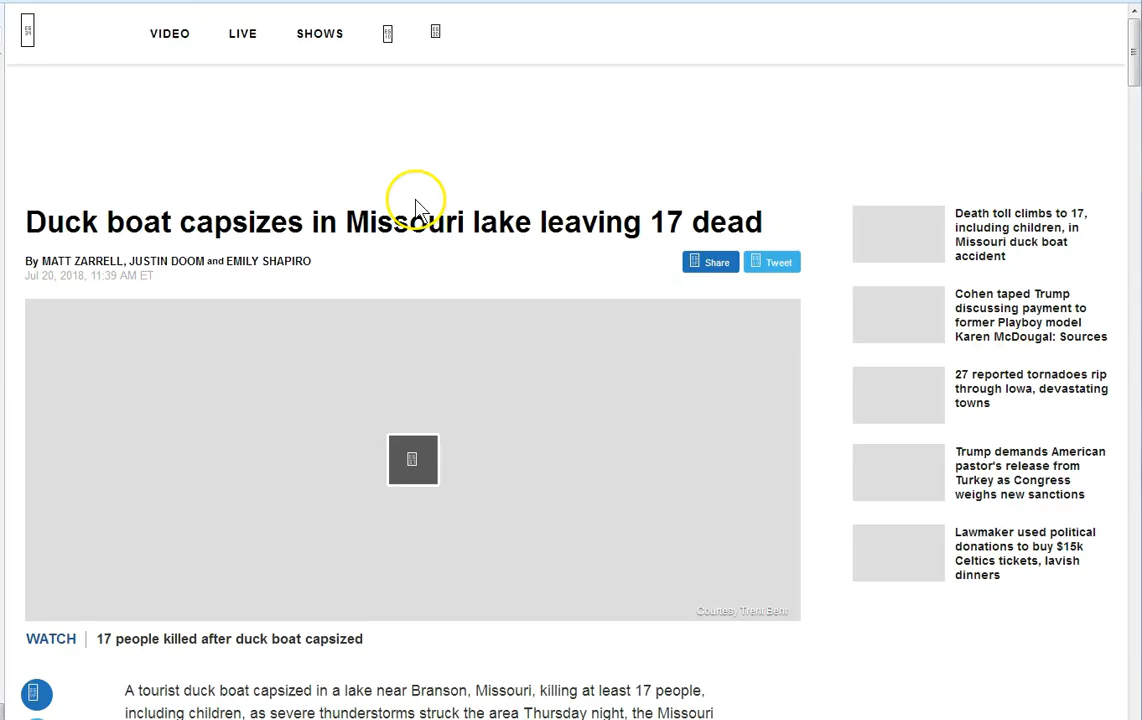 VIDEO LIVE SHOWS
Duck boat capsizes in Missouri lake leaving 17 dead
By MATT ZARRELL, JUSTIN DOOM and EMILY SHAPIRO
Jul 20, 2018, 11:39 AM ET
Share Tweet
Courtesy Trent Behr
WATCH 17 people killed after duck boat capsized
A tourist duck boat capsized in a lake near Branson, Missouri, killing at least 17 people,
including children, as severe thunderstorms struck the area Thursday night, the Missouri
Death toll climbs to 17,
including children, in
Missouri duck boat
accident
Cohen taped Trump
discussing payment to
former Playboy model
Karen McDougal: Sources
27 reported tornadoes rip
through Iowa, devastating
towns
Trump demands American
pastor's release from
Turkey as Congress
weighs new sanctions
Lawmaker used political
donations to buy $15k
Celtics tickets, lavish
dinners